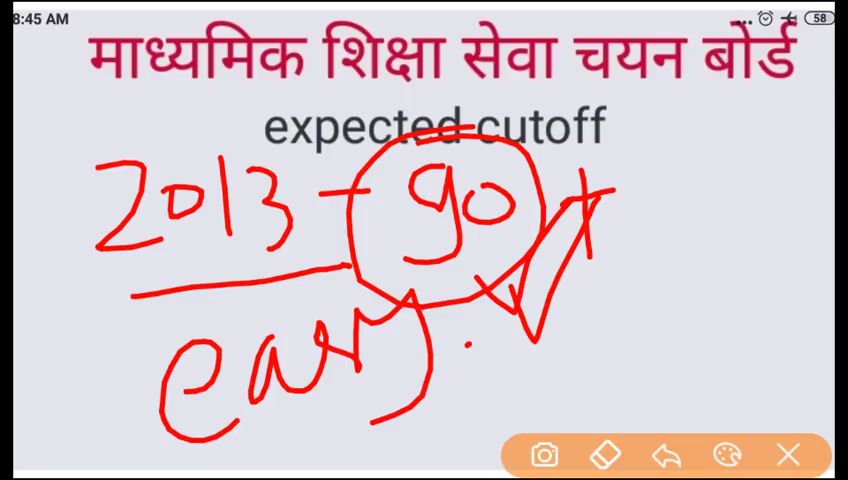 8:45 AM ... 58
माध्यमिक शिक्षा सेवा चयन बोर्ड
expected cutoff
2013 - 90 +
easy.